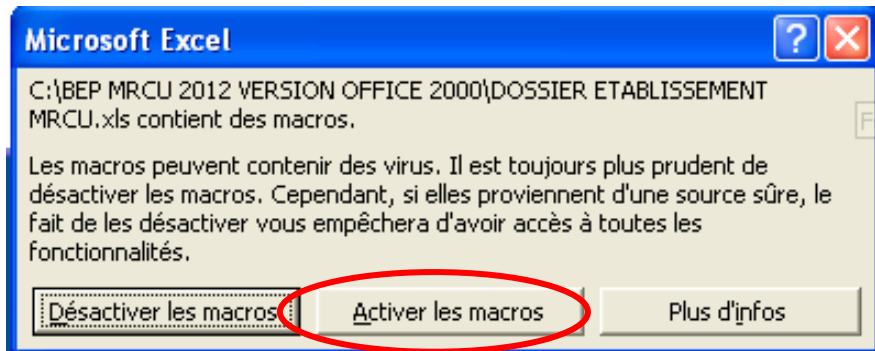 Microsoft Excel
C:\BEP MRCU 2012 VERSION OFFICE 2000\DOSSIER ETABLISSEMENT
MRCU.xls contient des macros.
Les macros peuvent contenir des virus. Il est toujours plus prudent de
désactiver les macros. Cependant, si elles proviennent d'une source sûre, le
fait de les désactiver vous empêchera d'avoir accès à toutes les
fonctionnalités.
Désactiver les macros Activer les macros Plus d'infos